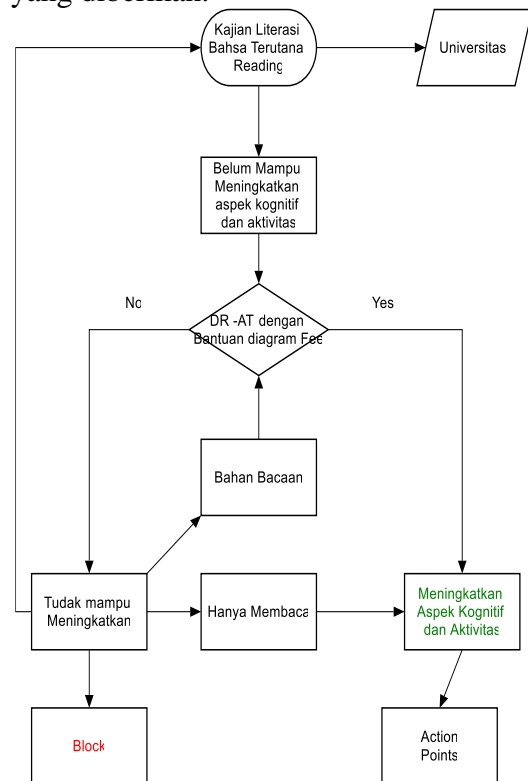 yang diberikan.
Kajian Literasi
Bahsa Terutana
Reading
Universitas
Belum Mampu
Meningkatkan
aspek kognitif
dan aktivitas
No
Yes
DR -AT dengan
Bantuan diagram Fee
Bahan Bacaan
Tudak mampu
Meningkatkan
Hanya Membaca
Meningkatkan
Aspek Kognitif
dan Aktivitas
Block
Action
Points